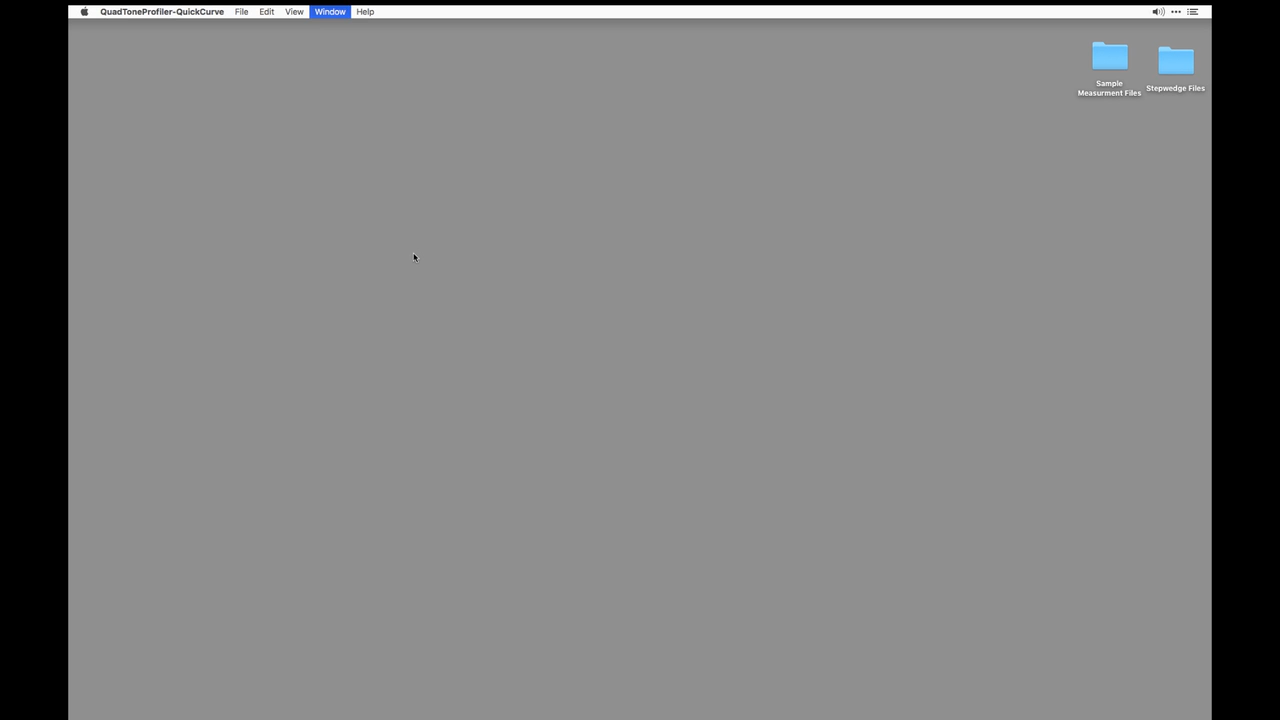 QuadToneProfiler-QuickCurve File Edit View Window Help
Sample
Measurment Files
Stepwedge Files